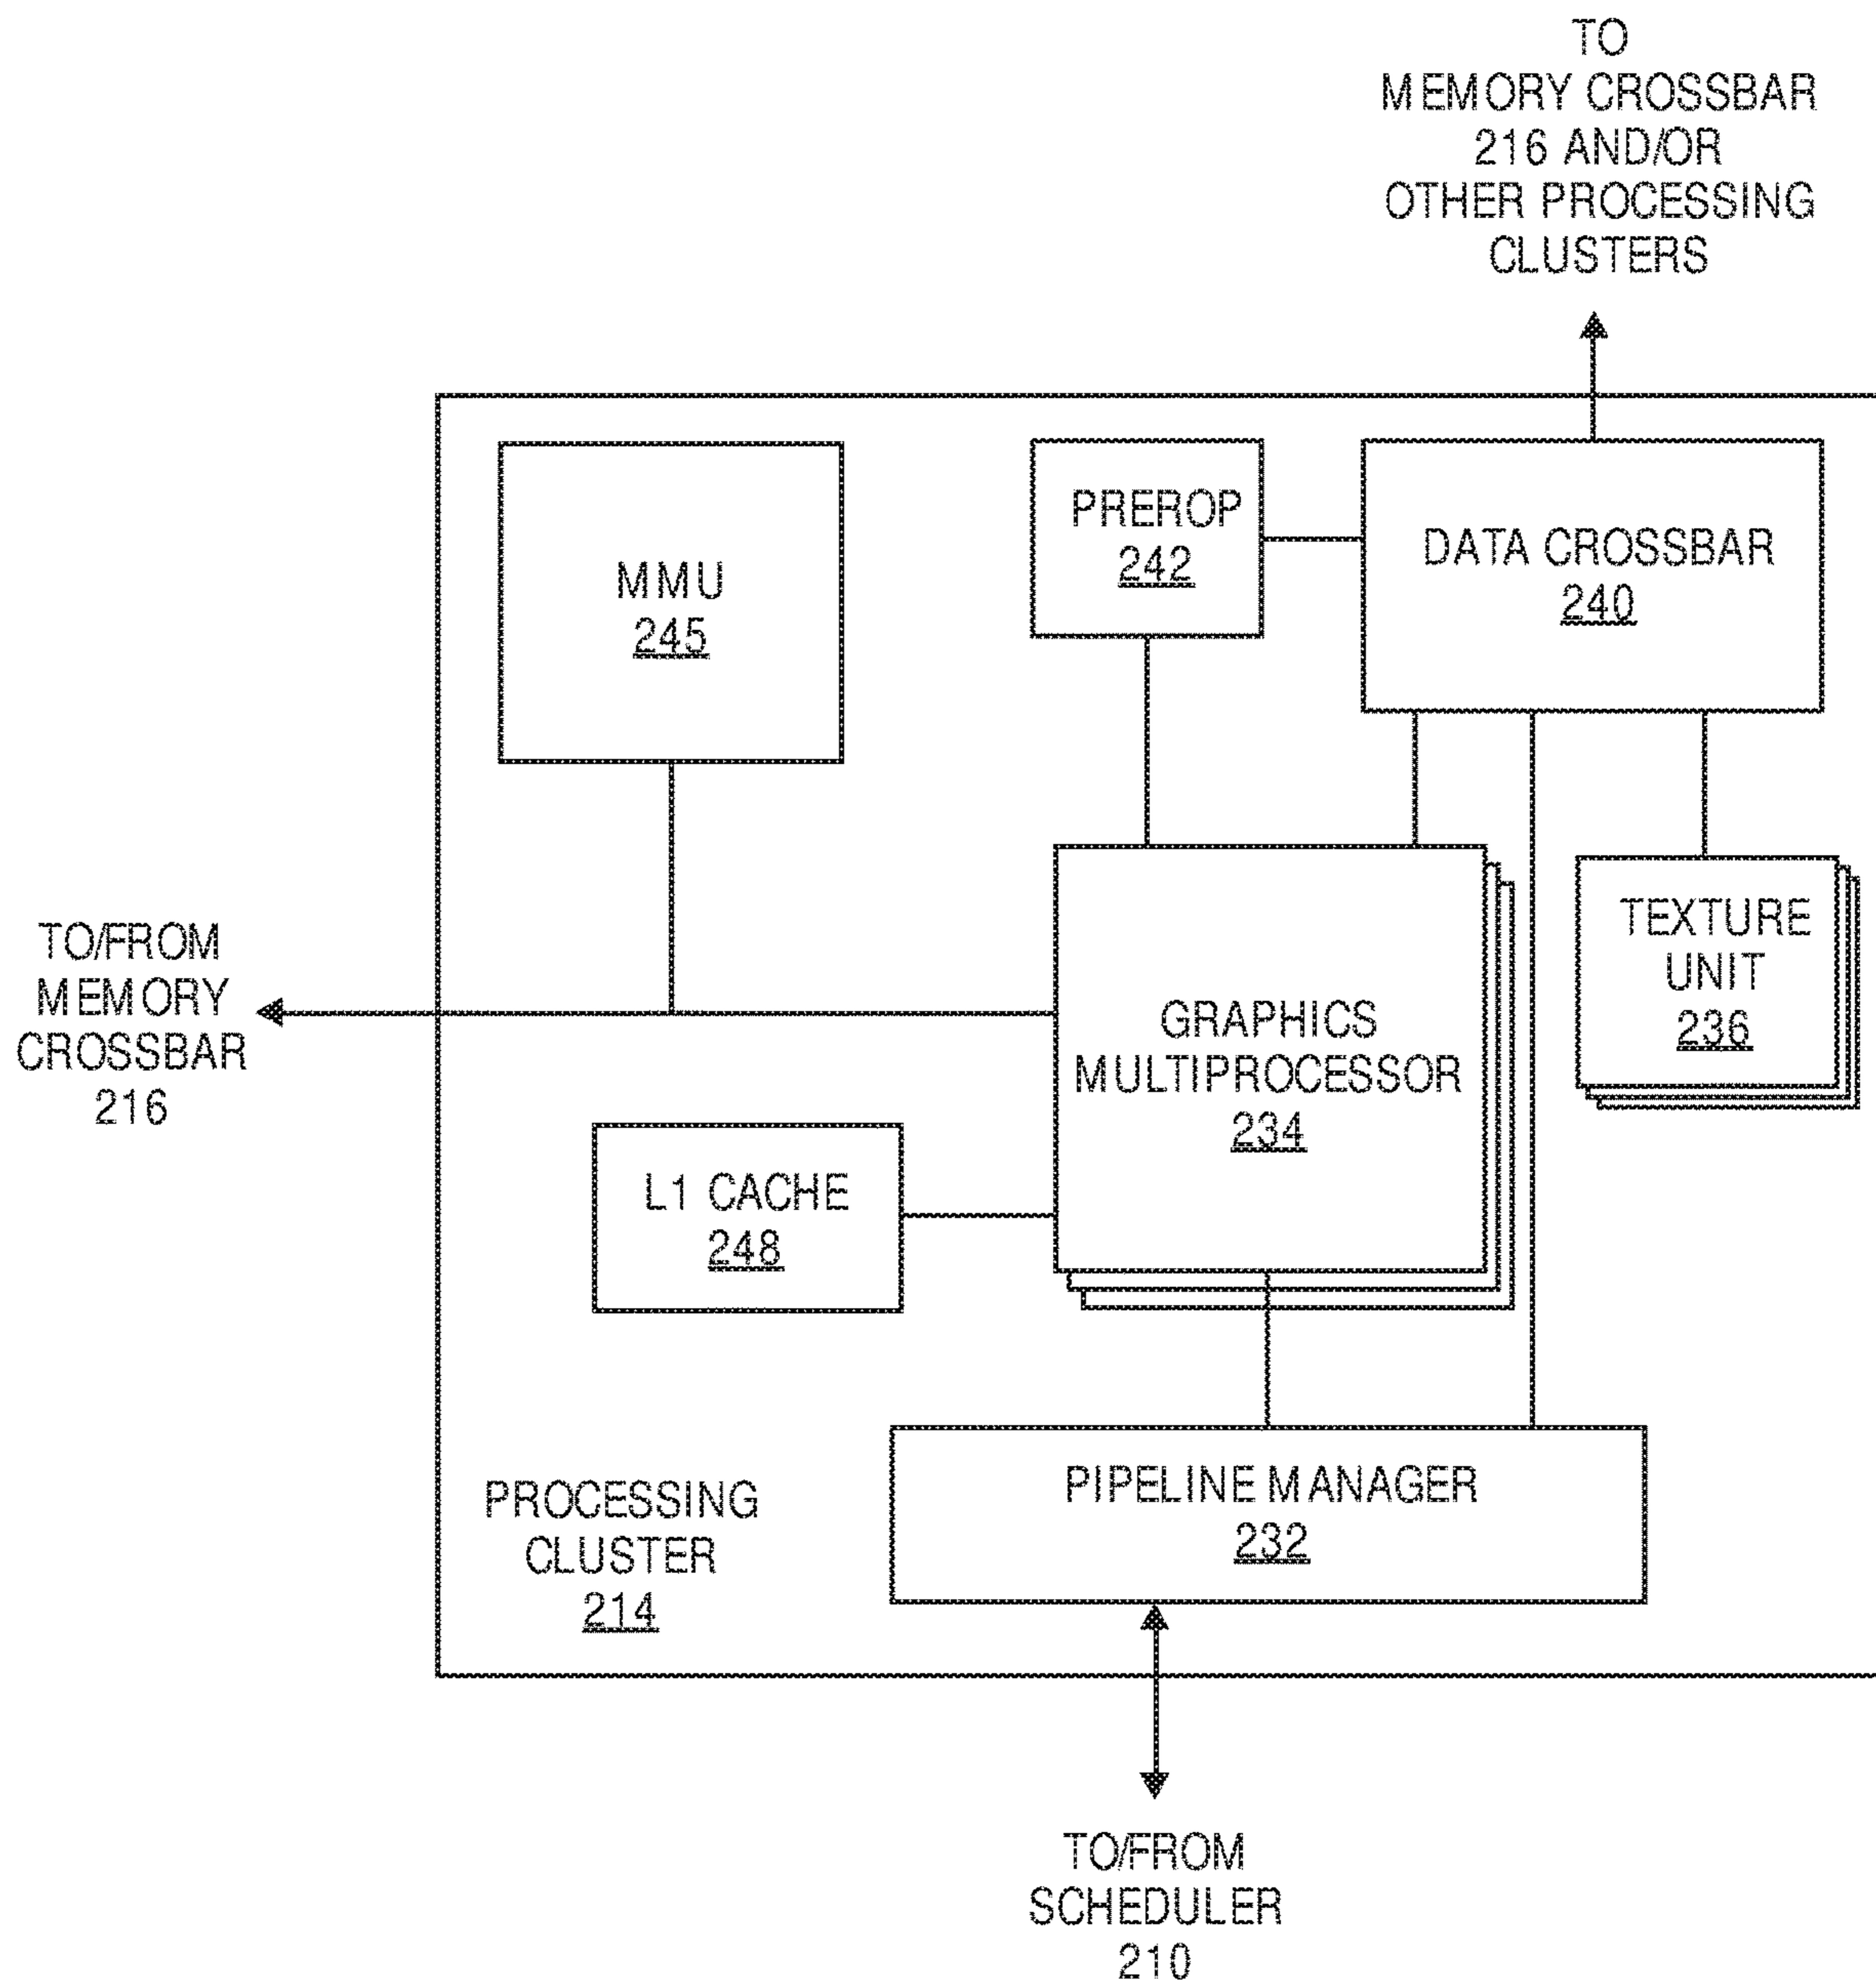 TO
MEMORY CROSSBAR
216 AND/OR
OTHER PROCESSING
CLUSTERS
MMU
245
PREROP
242
DATA CROSSBAR
240
TO/FROM
MEMORY
CROSSBAR
216
GRAPHICS
MULTIPROCESSOR
234
TEXTURE
UNIT
236
L1 CACHE
248
PROCESSING
CLUSTER
214
PIPELINE MANAGER
232
TO/FROM
SCHEDULER
210